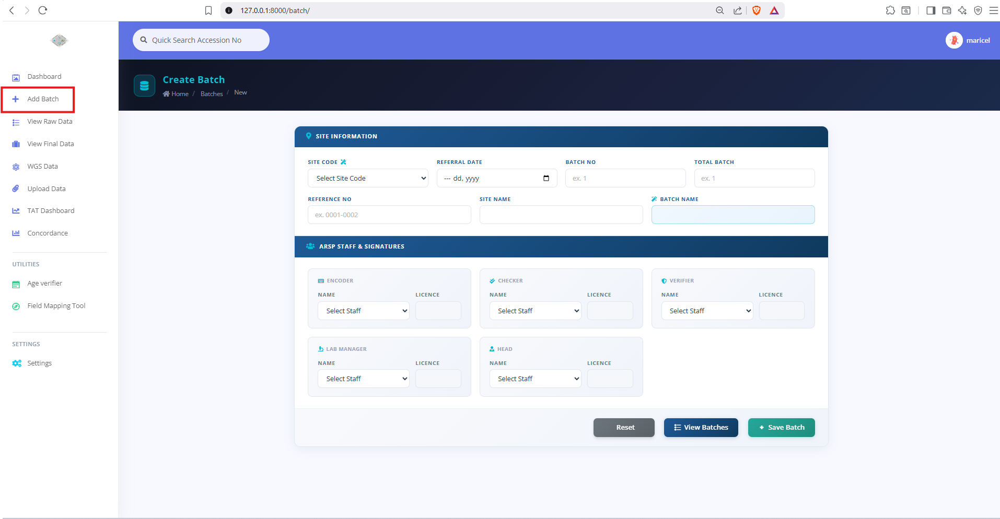 127.0.0.1:8000/batch/
Quick Search Accession No
maricel
Dashboard
Add Batch
View Raw Data
View Final Data
WGS Data
Upload Data
TAT Dashboard
Concordance
UTILITIES
Age verifier
Field Mapping Tool
SETTINGS
Settings
Create Batch
Home / Batches / New
SITE INFORMATION
SITE CODE REFERRAL DATE BATCH NO TOTAL BATCH
Select Site Code --- dd, yyyy ex. 1 ex. 1
REFERENCE NO SITE NAME BATCH NAME
ex. 0001-0002
ARSP STAFF & SIGNATURES
ENCODER CHECKER VERIFIER
NAME LICENCE NAME LICENCE NAME LICENCE
Select Staff Select Staff Select Staff
LAB MANAGER HEAD
NAME LICENCE NAME LICENCE
Select Staff Select Staff
Reset View Batches + Save Batch